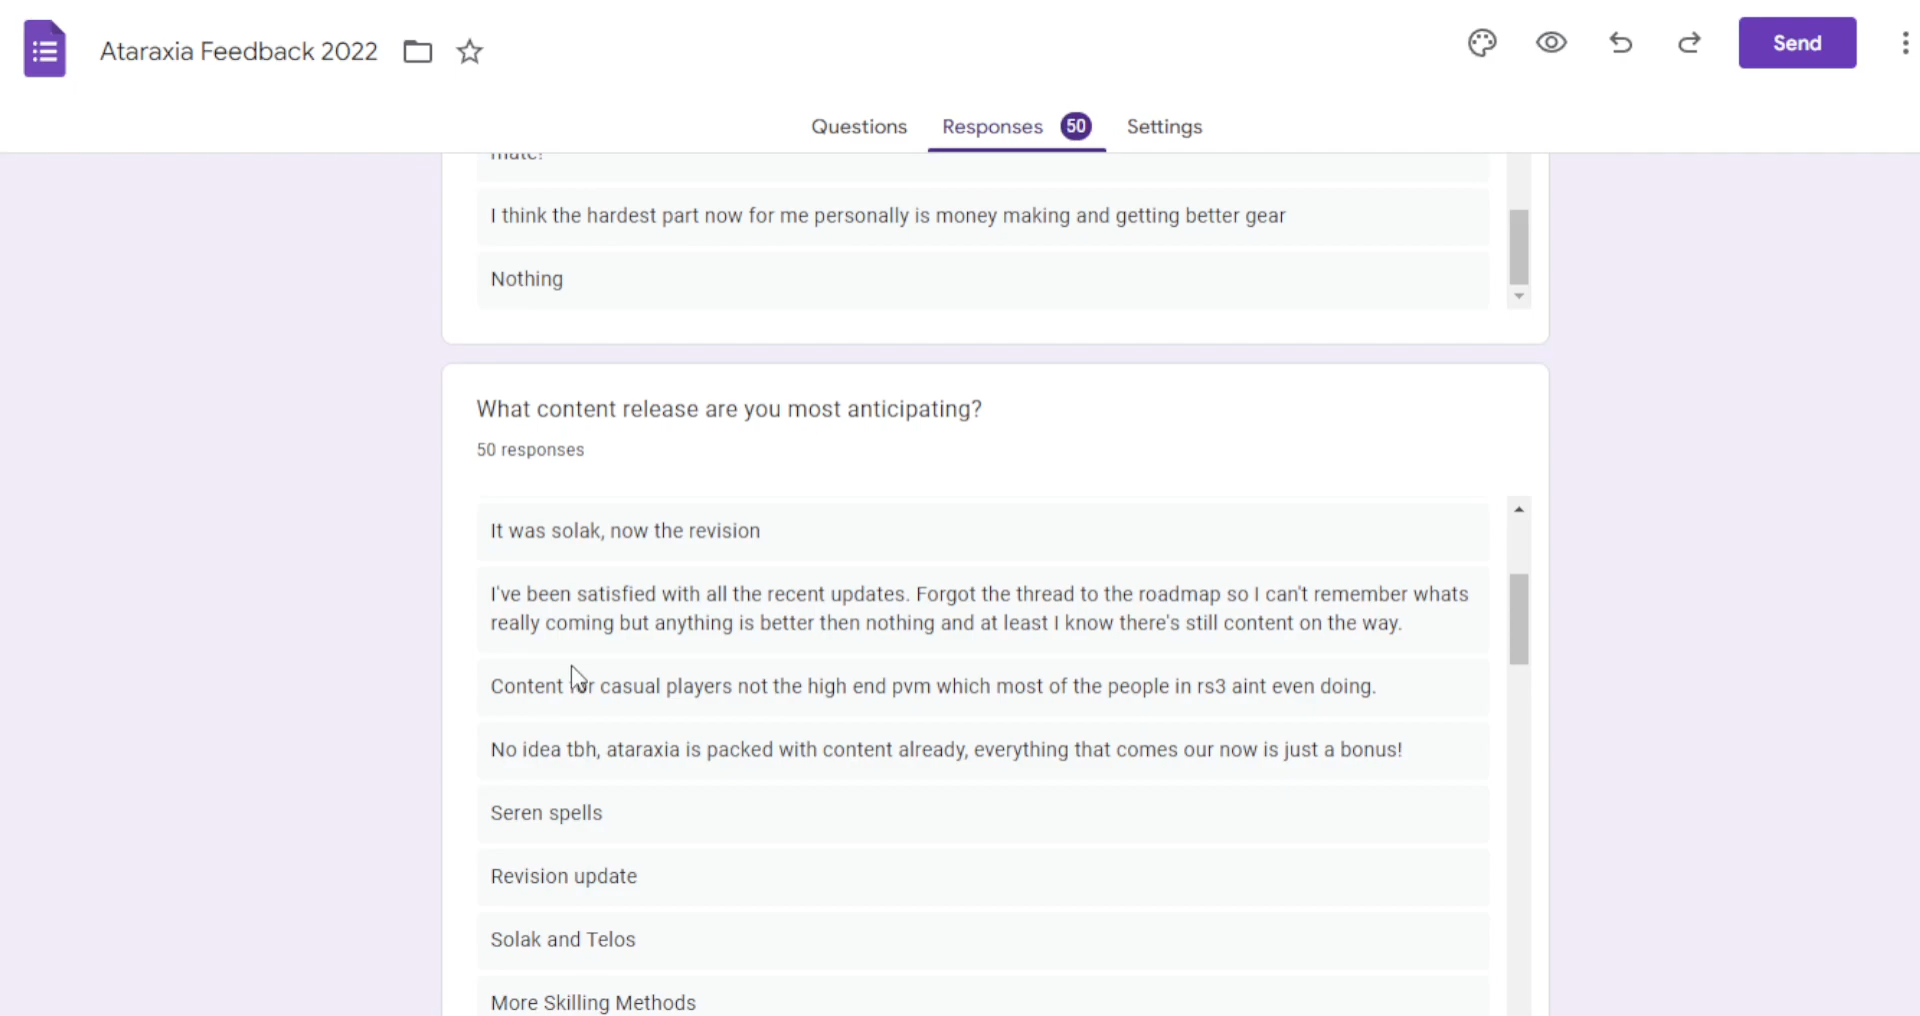 Ataraxia Feedback 2022
Send
Questions
Responses 50
Settings
I think the hardest part now for me personally is money making and getting better gear
Nothing
What content release are you most anticipating?
50 responses
It was solak, now the revision
I've been satisfied with all the recent updates. Forgot the thread to the roadmap so I can't remember whats
really coming but anything is better then nothing and at least I know there's still content on the way.
Content for casual players not the high end pvm which most of the people in rs3 aint even doing.
No idea tbh, ataraxia is packed with content already, everything that comes our now is just a bonus!
Seren spells
Revision update
Solak and Telos
More Skilling Methods